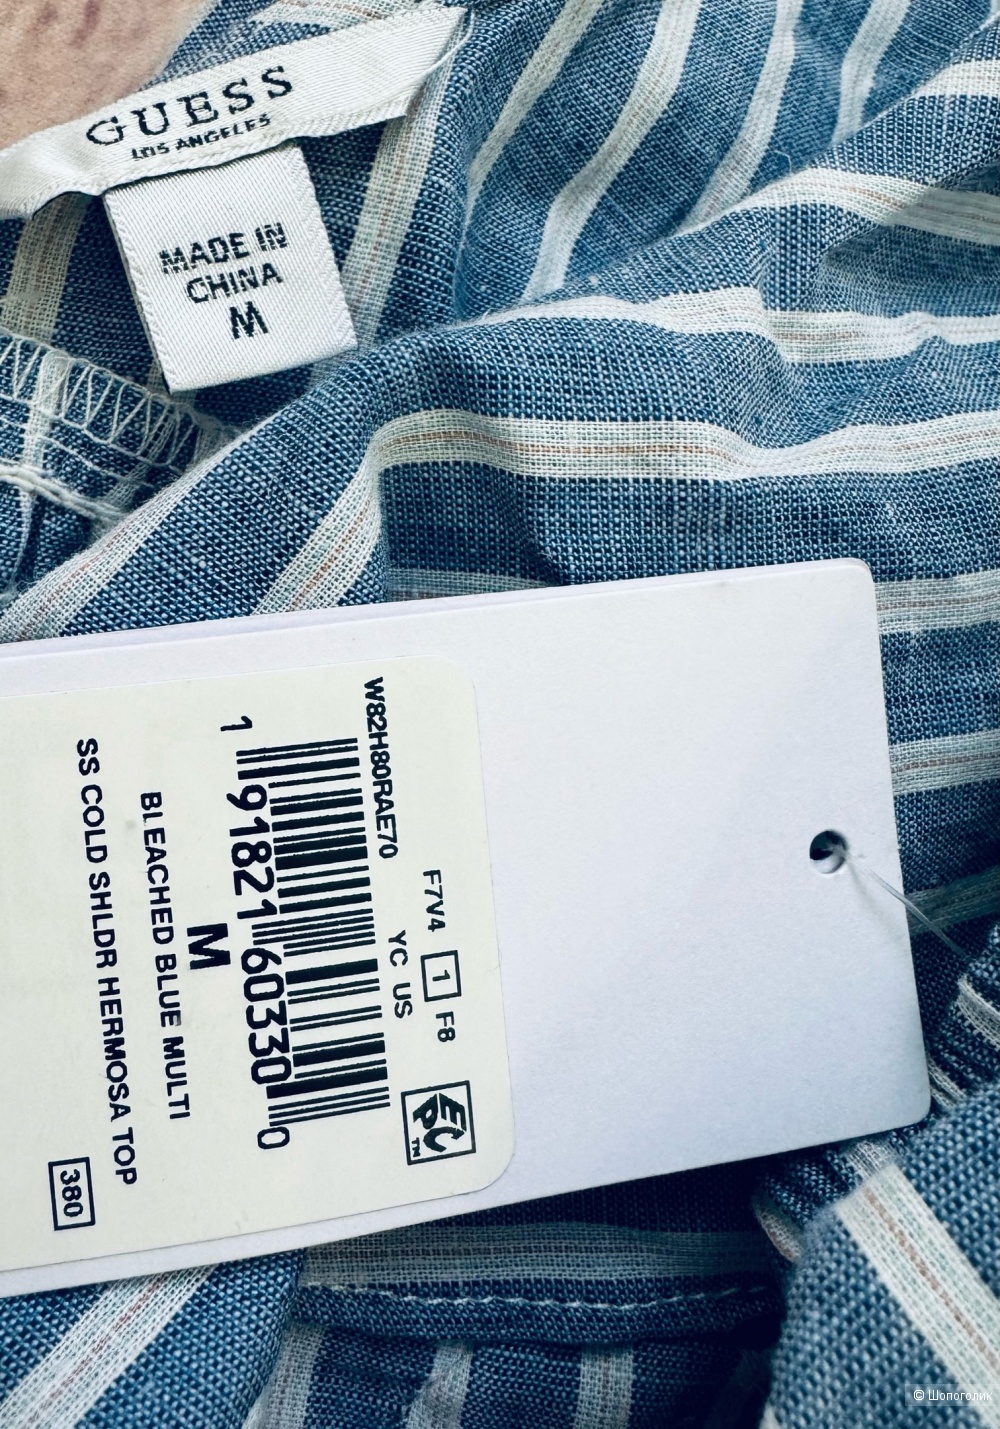 GUESS
LOS ANGELES
MADE IN
CHINA
M
W82H80RAE70
F7V4 1 F8
YC US
EPC™
1 91821 60330 0
M
BLEACHED BLUE MULTI
SS COLD SHLDR HERMOSA TOP
380
© Шопоголик